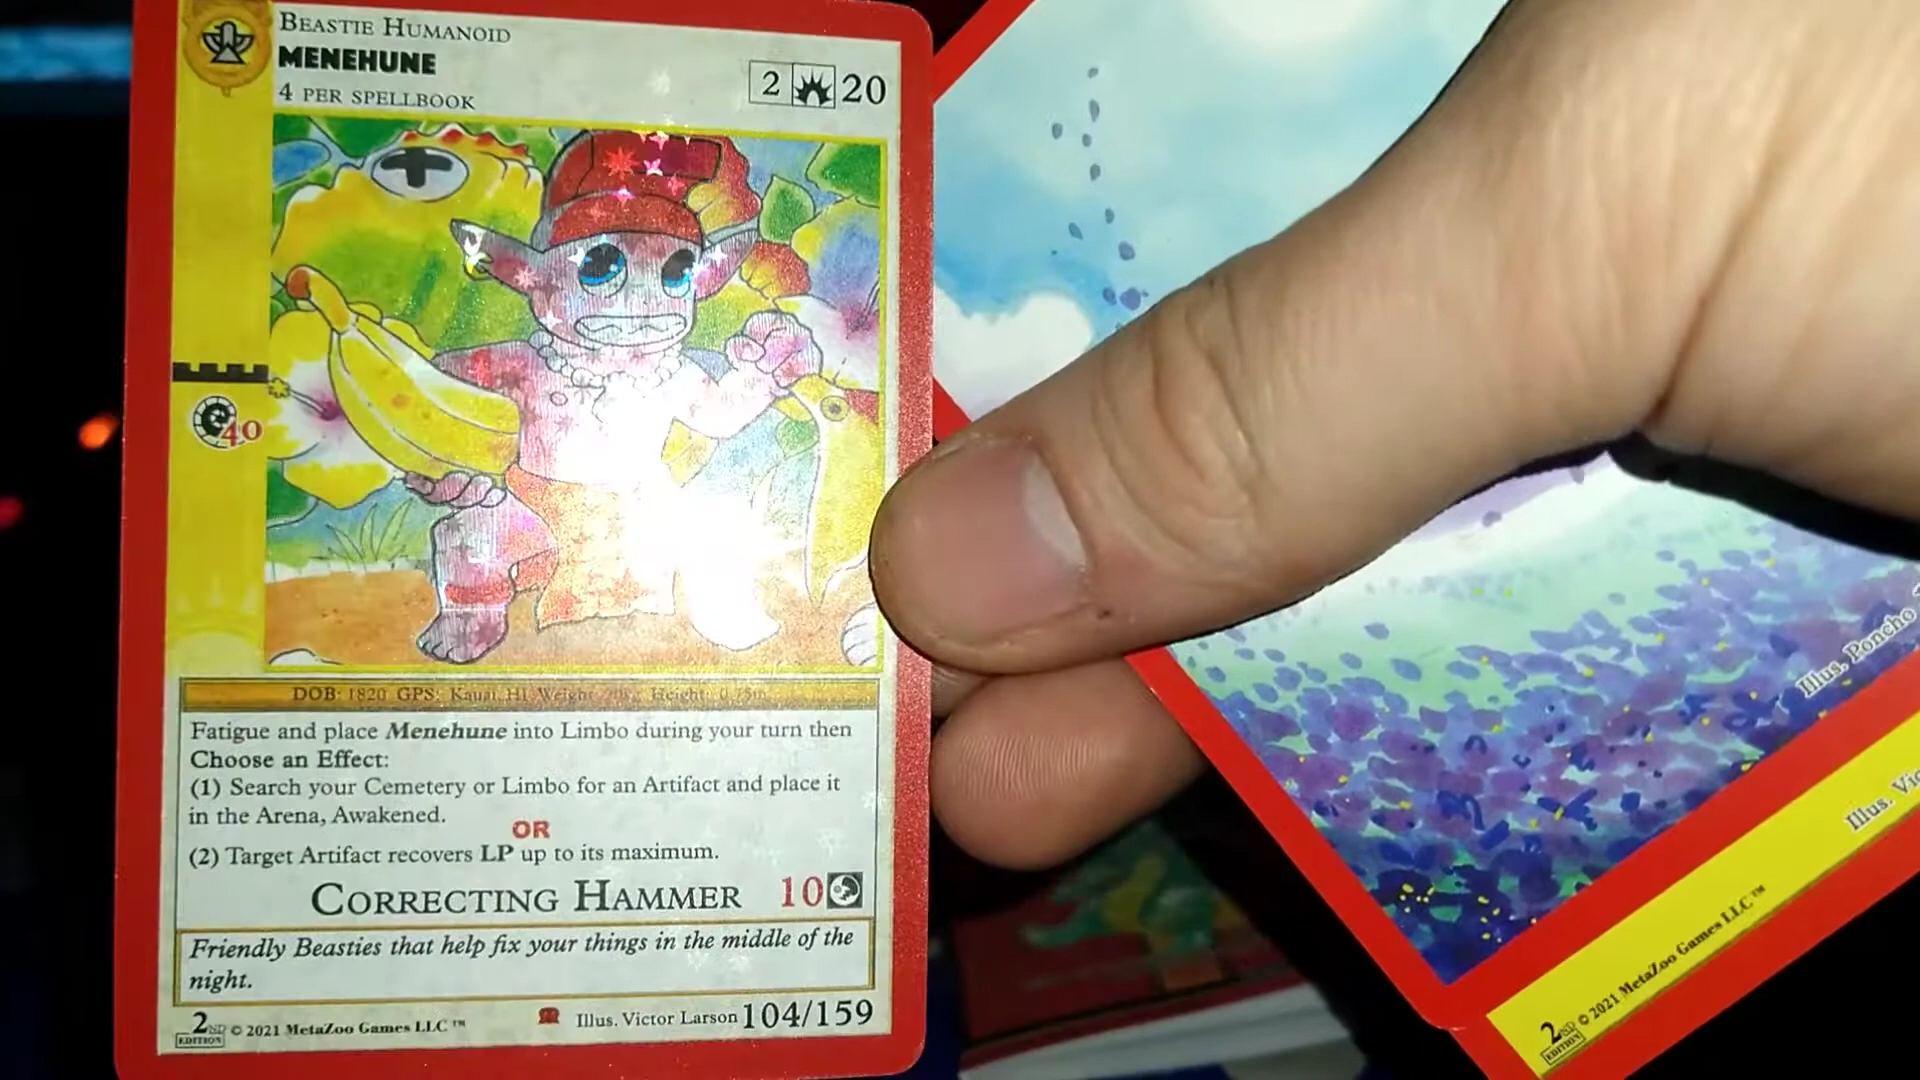 BEASTIE HUMANOID
MENEHUNE
4 PER SPELLBOOK
2 20
40
DOB: 1820 GPS: Kauai, HI Weight: Height: 0.75m
Fatigue and place Menehune into Limbo during your turn then
Choose an Effect:
(1) Search your Cemetery or Limbo for an Artifact and place it
in the Arena, Awakened.
OR
(2) Target Artifact recovers LP up to its maximum.
CORRECTING HAMMER 10
Friendly Beasties that help fix your things in the middle of the
night.
2ND EDITION © 2021 MetaZoo Games LLC™ Illus. Victor Larson 104/159
Illus. Poncho
Illus. Vic
2ND EDITION © 2021 MetaZoo Games LLC™